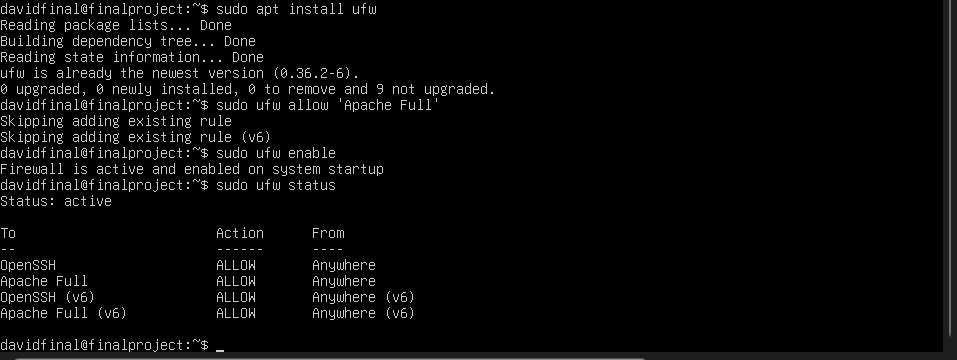 davidfinal@finalproject:~$ sudo apt install ufw
Reading package lists... Done
Building dependency tree... Done
Reading state information... Done
ufw is already the newest version (0.36.2-6).
0 upgraded, 0 newly installed, 0 to remove and 9 not upgraded.
davidfinal@finalproject:~$ sudo ufw allow 'Apache Full'
Skipping adding existing rule
Skipping adding existing rule (v6)
davidfinal@finalproject:~$ sudo ufw enable
Firewall is active and enabled on system startup
davidfinal@finalproject:~$ sudo ufw status
Status: active
To                         Action      From
--                         ------      ----
OpenSSH                    ALLOW       Anywhere
Apache Full                ALLOW       Anywhere
OpenSSH (v6)               ALLOW       Anywhere (v6)
Apache Full (v6)           ALLOW       Anywhere (v6)
davidfinal@finalproject:~$ _